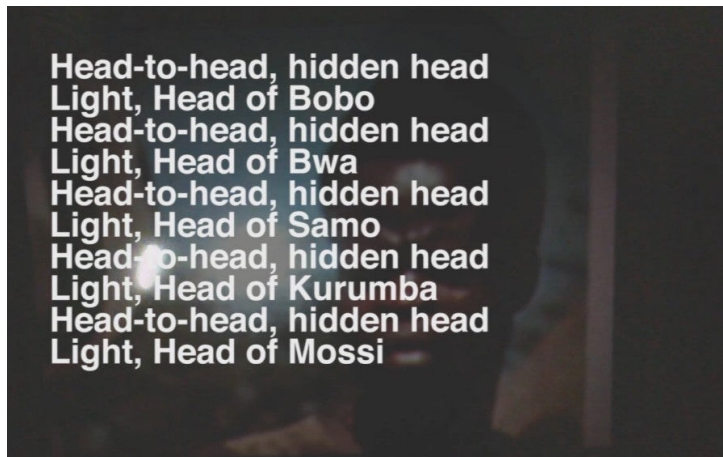 Head-to-head, hidden head
Light, Head of Bobo
Head-to-head, hidden head
Light, Head of Bwa
Head-to-head, hidden head
Light, Head of Samo
Head-to-head, hidden head
Light, Head of Kurumba
Head-to-head, hidden head
Light, Head of Mossi